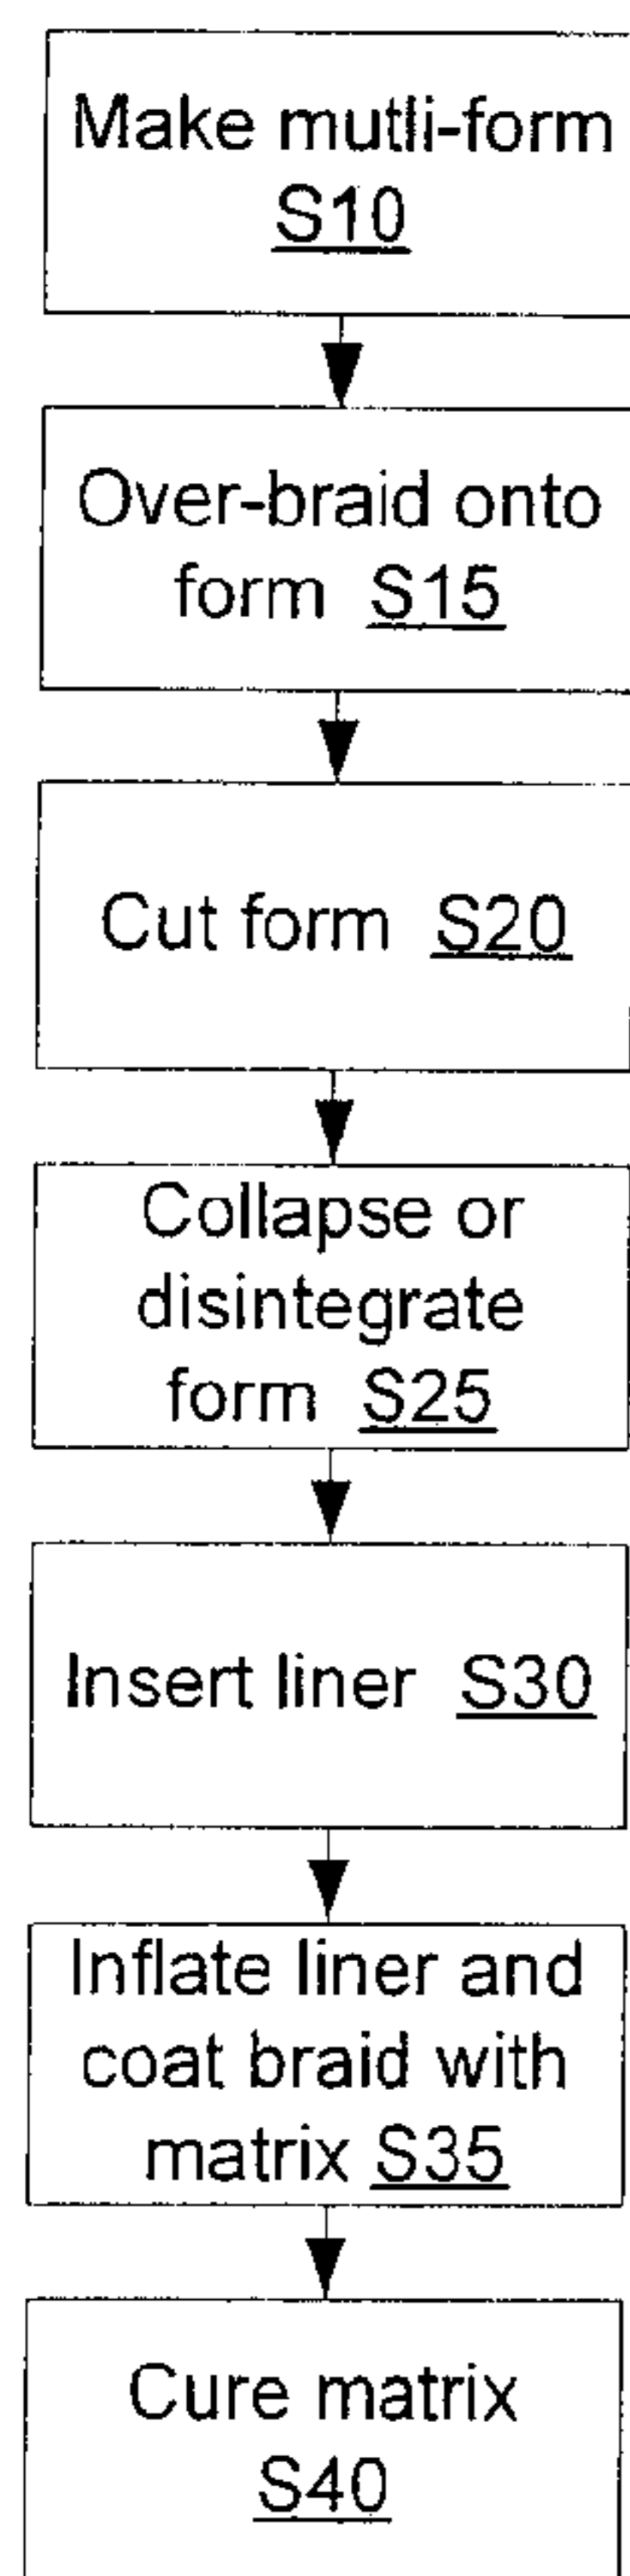 Make mutli-form
S10
Over-braid onto
form S15
Cut form S20
Collapse or
disintegrate
form S25
Insert liner S30
Inflate liner and
coat braid with
matrix S35
Cure matrix
S40